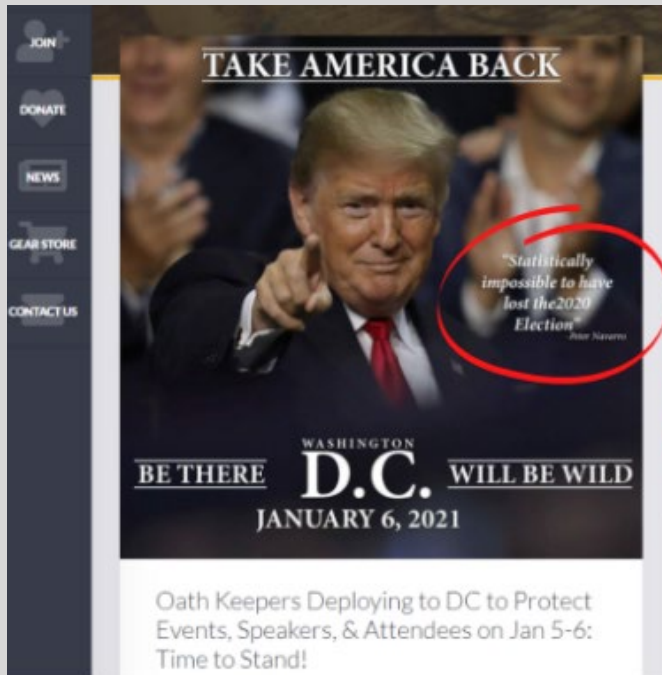 JOIN
DONATE
NEWS
GEAR STORE
CONTACT US
TAKE AMERICA BACK
"Statistically
impossible to have
lost the2020
Election"
-Peter Navarro
WASHINGTON
BE THERE D.C. WILL BE WILD
JANUARY 6, 2021
Oath Keepers Deploying to DC to Protect
Events, Speakers, & Attendees on Jan 5-6:
Time to Stand!